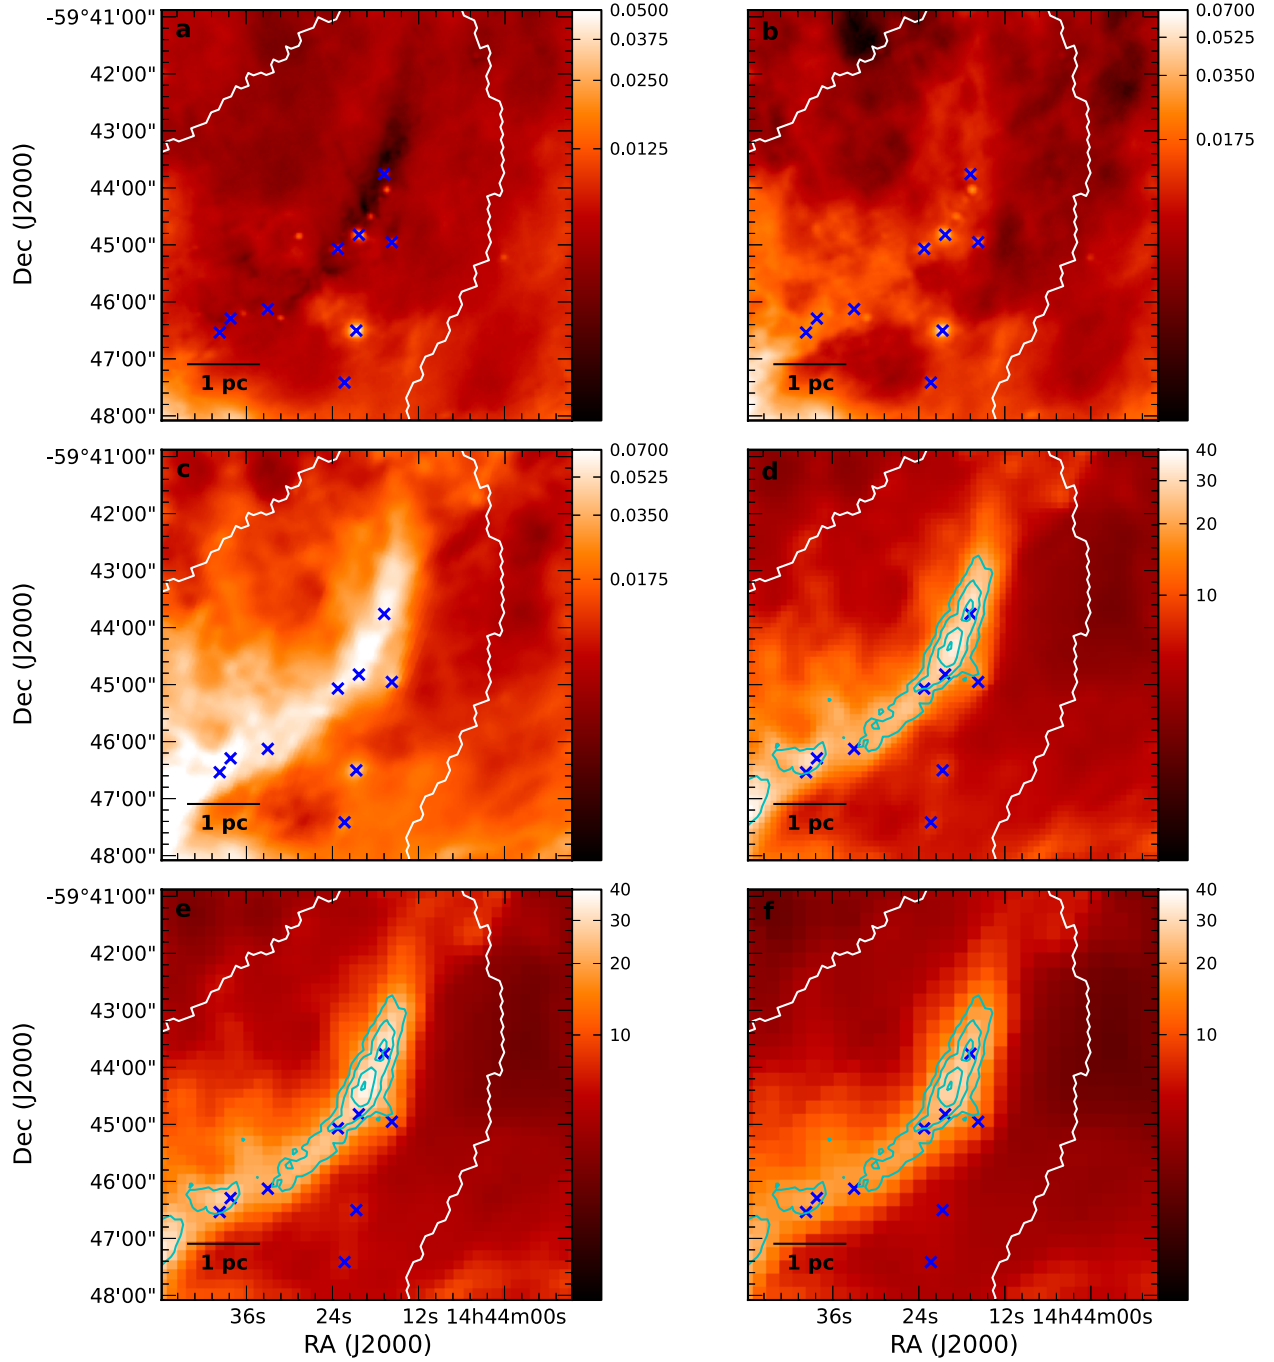 a
b
-59°41'00"
42'00"
43'00"
44'00"
45'00"
46'00"
47'00"
48'00"
Dec (J2000)
1 pc
0.0500
0.0375
0.0250
0.0125
1 pc
0.0700
0.0525
0.0350
0.0175
c
d
-59°41'00"
42'00"
43'00"
44'00"
45'00"
46'00"
47'00"
48'00"
Dec (J2000)
1 pc
0.0700
0.0525
0.0350
0.0175
1 pc
40
30
20
10
e
f
-59°41'00"
42'00"
43'00"
44'00"
45'00"
46'00"
47'00"
48'00"
Dec (J2000)
1 pc
40
30
20
10
1 pc
40
30
20
10
36s 24s 12s 14h44m00s
RA (J2000)
36s 24s 12s 14h44m00s
RA (J2000)